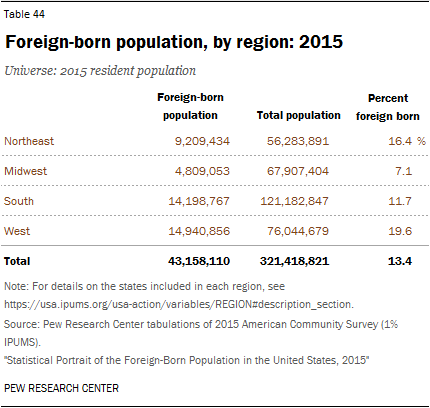 Table 44
Foreign-born population, by region: 2015
Universe: 2015 resident population
Foreign-born population Total population Percent foreign born
Northeast 9,209,434 56,283,891 16.4 %
Midwest 4,809,053 67,907,404 7.1
South 14,198,767 121,182,847 11.7
West 14,940,856 76,044,679 19.6
Total 43,158,110 321,418,821 13.4
Note: For details on the states included in each region, see
https://usa.ipums.org/usa-action/variables/REGION#description_section.
Source: Pew Research Center tabulations of 2015 American Community Survey (1%
IPUMS).
"Statistical Portrait of the Foreign-Born Population in the United States, 2015"
PEW RESEARCH CENTER